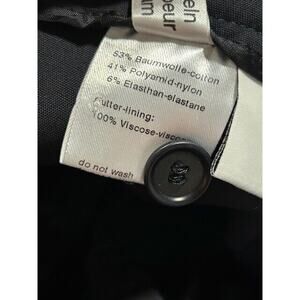 53% Baumwolle-cotton
41% Polyamid-nylon
6% Elasthan-elastane
Futter-lining:
100% Viscose-viscose
do not wash